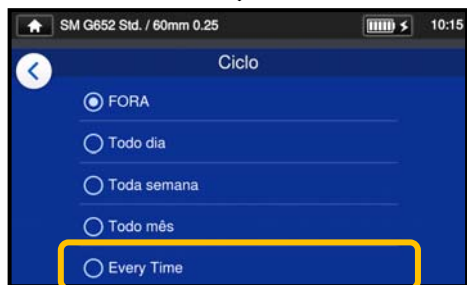 SM G652 Std. / 60mm 0.25 10:15
Ciclo
FORA
Todo dia
Toda semana
Todo mês
Every Time